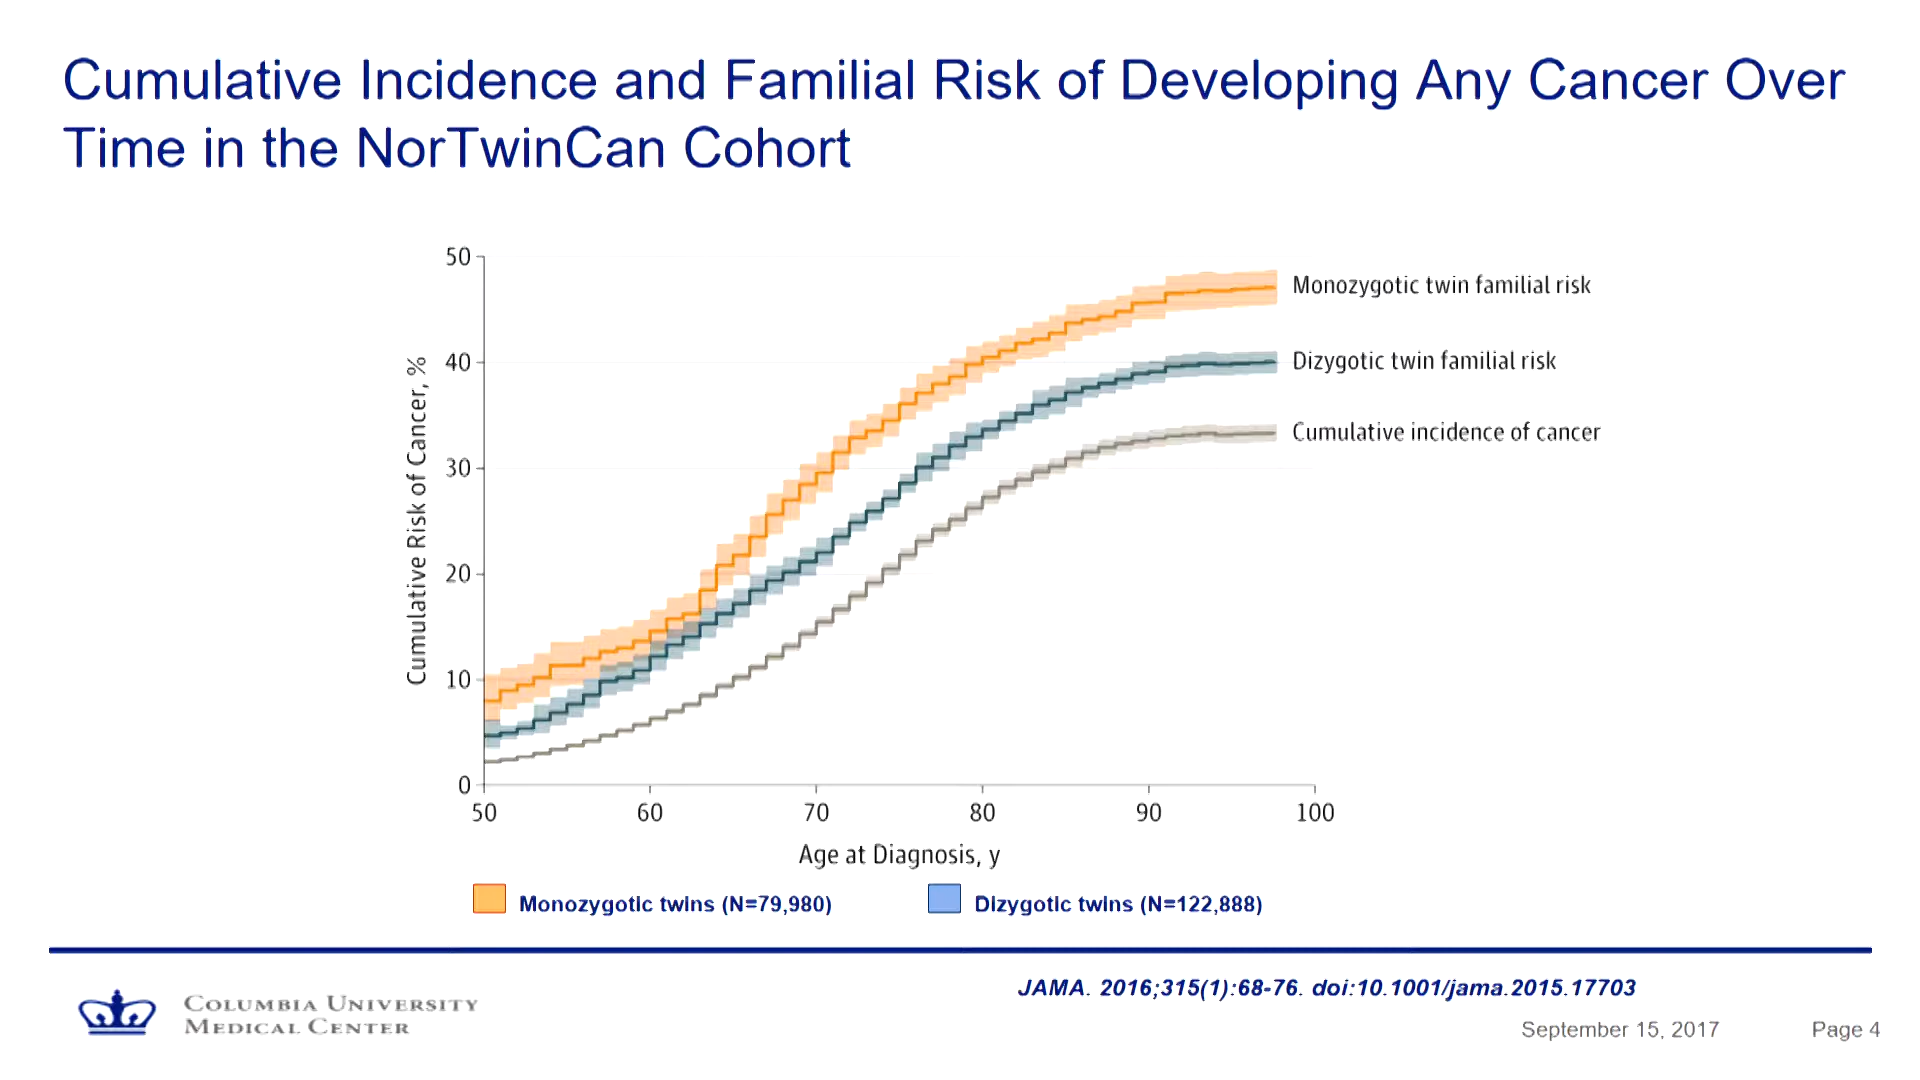 Cumulative Incidence and Familial Risk of Developing Any Cancer Over
Time in the NorTwinCan Cohort
50
40
30
20
10
0
Cumulative Risk of Cancer, %
Monozygotic twin familial risk
Dizygotic twin familial risk
Cumulative incidence of cancer
50 60 70 80 90 100
Age at Diagnosis, y
Monozygotic twins (N=79,980) Dizygotic twins (N=122,888)
JAMA. 2016;315(1):68-76. doi:10.1001/jama.2015.17703
COLUMBIA UNIVERSITY
MEDICAL CENTER
September 15, 2017 Page 4